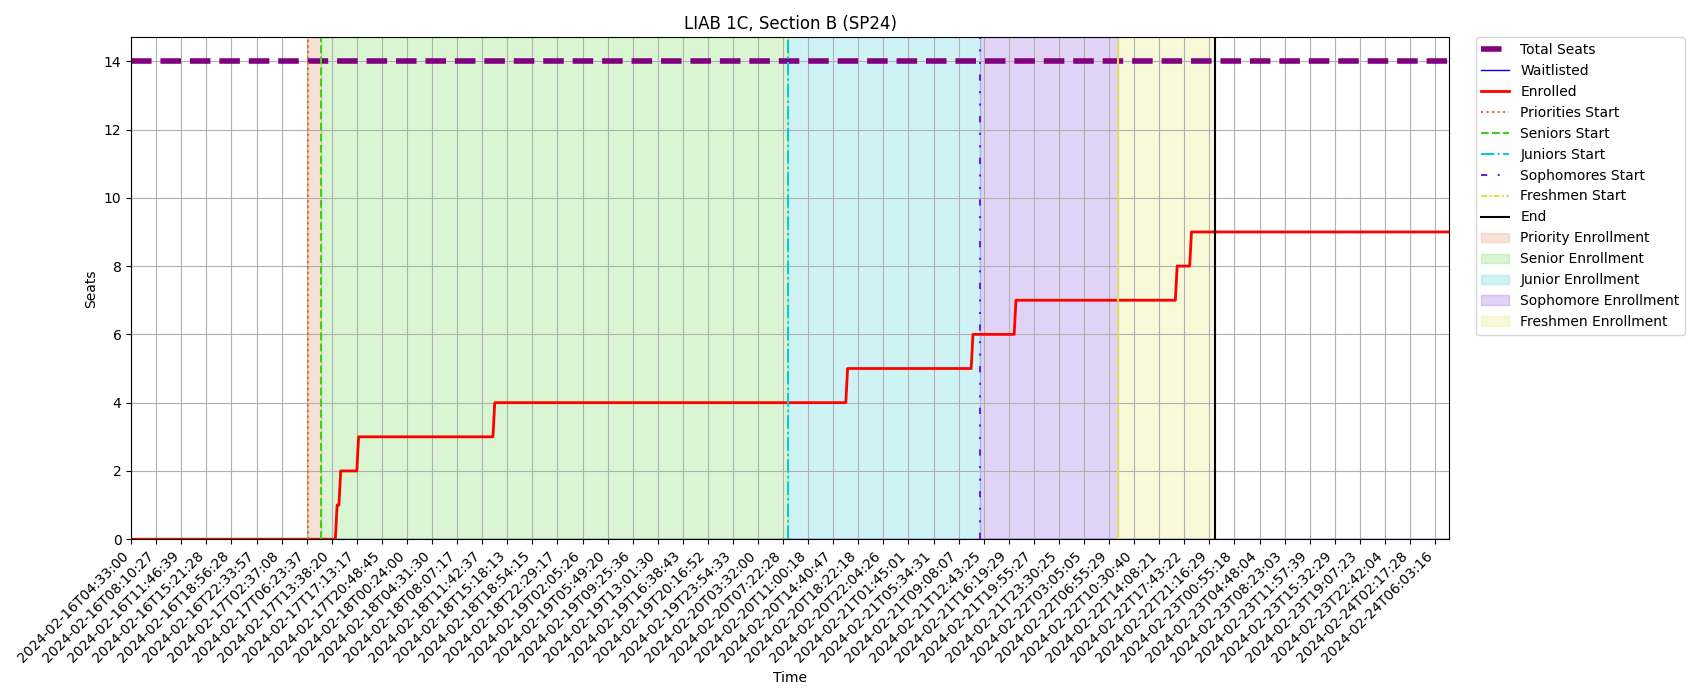 LIAB 1C, Section B (SP24)
14
12
10
8
6
4
2
0
Seats
2024-02-16T04:33:00
2024-02-16T08:10:27
2024-02-16T11:46:39
2024-02-16T15:21:28
2024-02-16T18:56:28
2024-02-16T22:33:57
2024-02-17T02:37:08
2024-02-17T06:23:37
2024-02-17T13:38:20
2024-02-17T17:13:17
2024-02-17T20:48:45
2024-02-18T00:24:00
2024-02-18T04:31:30
2024-02-18T08:07:17
2024-02-18T11:42:37
2024-02-18T15:18:13
2024-02-18T18:54:15
2024-02-18T22:29:17
2024-02-19T02:05:26
2024-02-19T05:49:20
2024-02-19T09:25:36
2024-02-19T13:01:30
2024-02-19T16:38:43
2024-02-19T20:16:52
2024-02-19T23:54:33
2024-02-20T03:32:00
2024-02-20T07:22:28
2024-02-20T11:00:18
2024-02-20T14:40:47
2024-02-20T18:22:18
2024-02-20T22:04:26
2024-02-21T01:45:01
2024-02-21T05:34:31
2024-02-21T09:08:07
2024-02-21T12:43:25
2024-02-21T16:19:29
2024-02-21T19:55:27
2024-02-21T23:30:25
2024-02-22T03:05:05
2024-02-22T06:55:29
2024-02-22T10:30:40
2024-02-22T14:08:21
2024-02-22T17:43:22
2024-02-22T21:16:29
2024-02-23T00:55:18
2024-02-23T04:48:04
2024-02-23T08:23:03
2024-02-23T11:57:39
2024-02-23T15:32:29
2024-02-23T19:07:23
2024-02-23T22:42:04
2024-02-24T02:17:28
2024-02-24T06:03:16
Time
Total Seats
Waitlisted
Enrolled
Priorities Start
Seniors Start
Juniors Start
Sophomores Start
Freshmen Start
End
Priority Enrollment
Senior Enrollment
Junior Enrollment
Sophomore Enrollment
Freshmen Enrollment